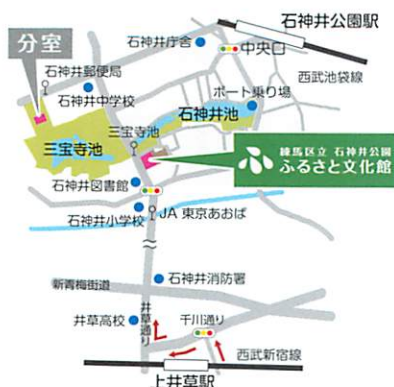 石神井公園駅
分室
石神井庁舎
中央口
石神井郵便局
西武池袋線
石神井中学校
ボート乗り場
石神井池
三宝寺池
三宝寺池
練馬区立 石神井公園
ふるさと文化館
石神井図書館
石神井小学校
JA 東京あおば
新青梅街道
石神井消防署
井草通り
井草高校
千川通り
西武新宿線
上井草駅